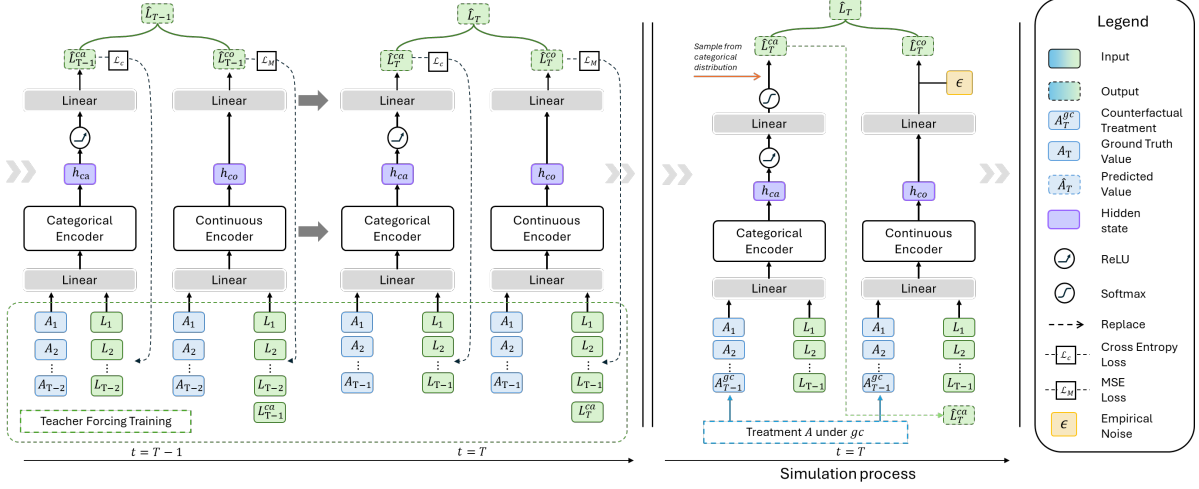 L̂_{T−1}
L̂^{ca}_{T−1}
ℒ_c
L̂^{co}_{T−1}
ℒ_M
Linear
Linear
h_{ca}
h_{co}
Categorical
Encoder
Continuous
Encoder
Linear
Linear
A_1
L_1
A_1
L_1
A_2
L_2
A_2
L_2
A_{T−2}
L_{T−2}
A_{T−2}
L_{T−2}
L^{ca}_{T−1}
Teacher Forcing Training
t = T − 1
L̂_T
L̂^{ca}_T
ℒ_c
L̂^{co}_T
ℒ_M
Linear
Linear
h_{ca}
h_{co}
Categorical
Encoder
Continuous
Encoder
Linear
Linear
A_1
L_1
A_1
L_1
A_2
L_2
A_2
L_2
A_{T−1}
L_{T−1}
A_{T−1}
L_{T−1}
L^{ca}_T
t = T
L̂_T
Sample from
categorical
distribution
L̂^{ca}_T
L̂^{co}_T
ϵ
Linear
Linear
h_{ca}
h_{co}
Categorical
Encoder
Continuous
Encoder
Linear
Linear
A_1
L_1
A_1
L_1
A_2
L_2
A_2
L_2
A^{gc}_{T−1}
L_{T−1}
A^{gc}_{T−1}
L_{T−1}
L̂^{ca}_T
Treatment A under gc
t = T
Simulation process
Legend
Input
Output
A^{gc}_T
Counterfactual
Treatment
A_T
Ground Truth
Value
Â_T
Predicted
Value
Hidden
state
ReLU
Softmax
Replace
ℒ_c
Cross Entropy
Loss
ℒ_M
MSE
Loss
ϵ
Empirical
Noise